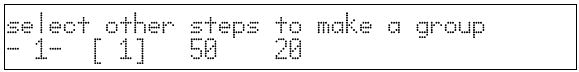 select other steps to make a group
- 1- [ 1] 50 20